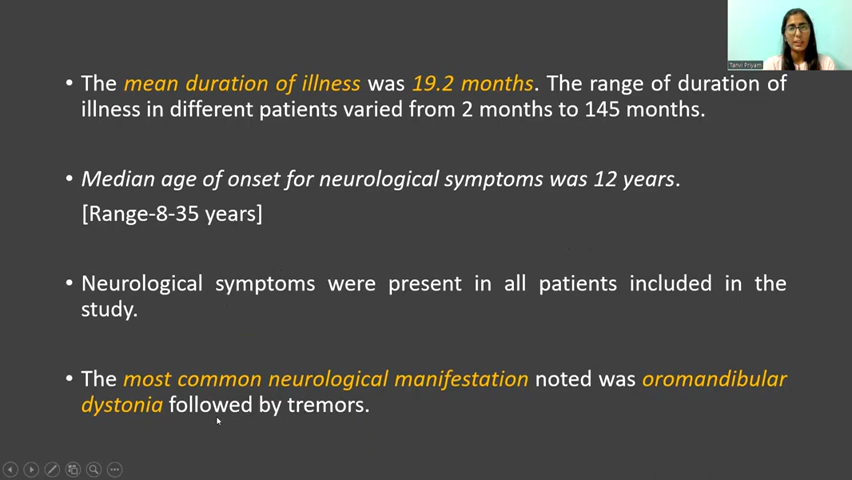 Tanvi Priyam
• The mean duration of illness was 19.2 months. The range of duration of
illness in different patients varied from 2 months to 145 months.
• Median age of onset for neurological symptoms was 12 years.
[Range-8-35 years]
• Neurological symptoms were present in all patients included in the
study.
• The most common neurological manifestation noted was oromandibular
dystonia followed by tremors.